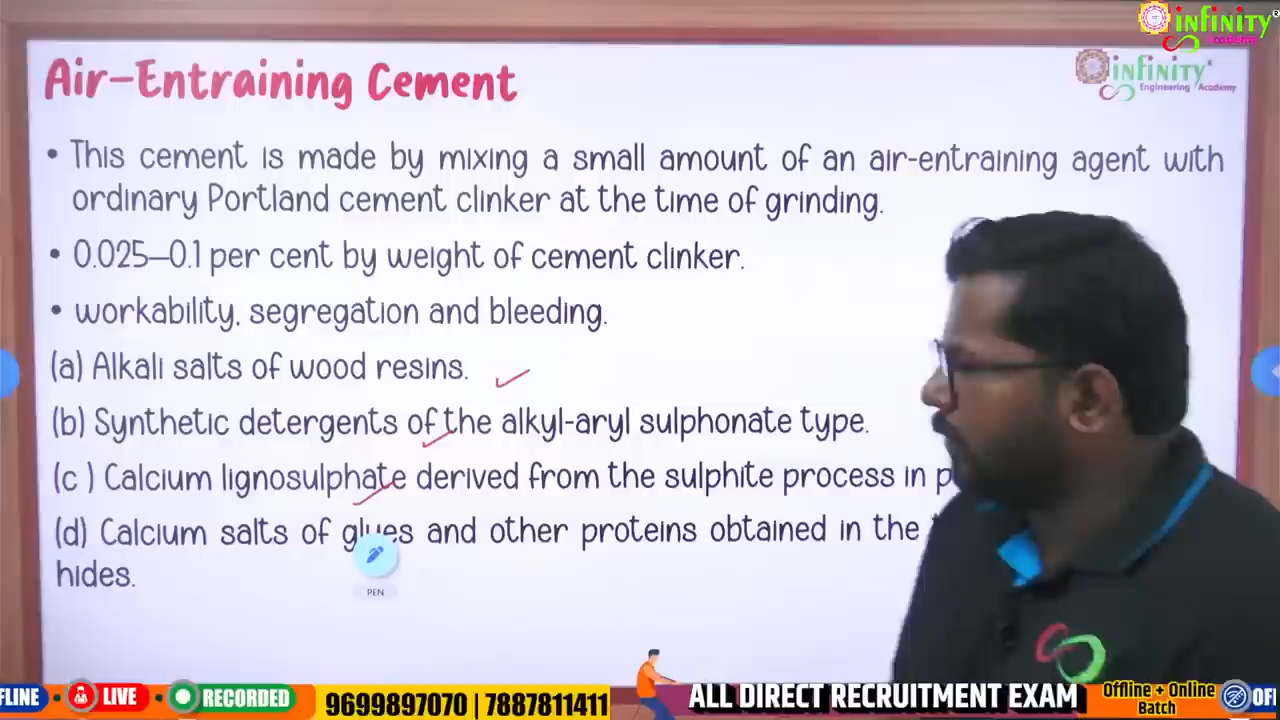 infinity
Air-Entraining Cement
infinity
Engineering Academy
• This cement is made by mixing a small amount of an air-entraining agent with
ordinary Portland cement clinker at the time of grinding.
• 0.025–0.1 per cent by weight of cement clinker.
• workability, segregation and bleeding.
(a) Alkali salts of wood resins.
(b) Synthetic detergents of the alkyl-aryl sulphonate type.
(c ) Calcium lignosulphate derived from the sulphite process in
(d) Calcium salts of glues and other proteins obtained in the
hides.
PEN
FLINE • LIVE • RECORDED
9699897070 | 7887811411
ALL DIRECT RECRUITMENT EXAM
Offline + Online
Batch
OF